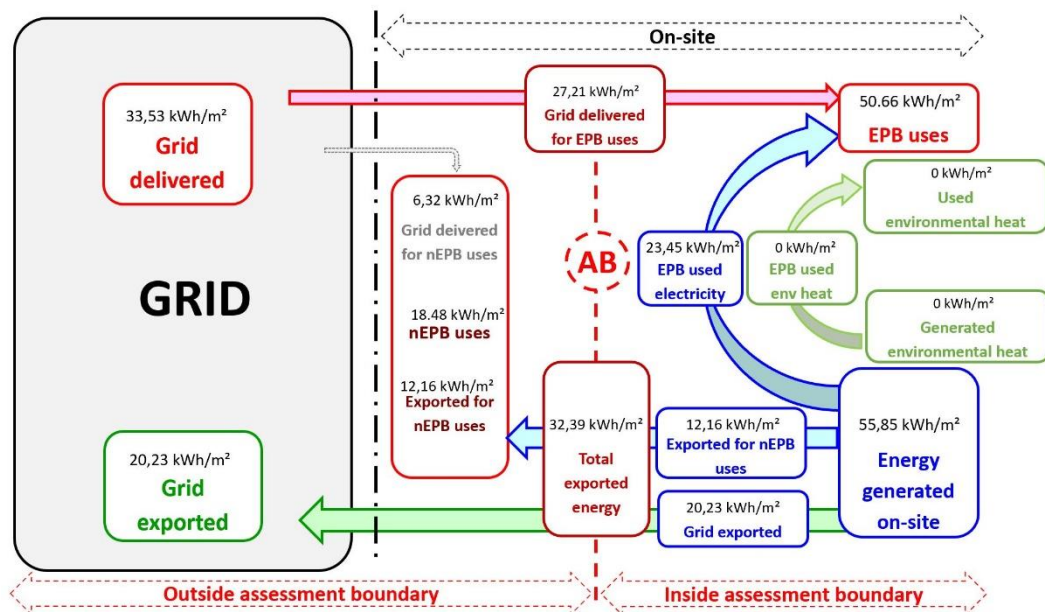 On-site
33,53 kWh/m²
Grid
delivered
GRID
20,23 kWh/m²
Grid
exported
27,21 kWh/m²
Grid delivered
for EPB uses
50.66 kWh/m²
EPB uses
6,32 kWh/m²
Grid deivered
for nEPB uses
18.48 kWh/m²
nEPB uses
12,16 kWh/m²
Exported for
nEPB uses
AB
23,45 kWh/m²
EPB used
electricity
0 kWh/m²
EPB used
env heat
0 kWh/m²
Used
environmental heat
0 kWh/m²
Generated
environmental heat
32,39 kWh/m²
Total
exported
energy
12,16 kWh/m²
Exported for nEPB
uses
20,23 kWh/m²
Grid exported
55,85 kWh/m²
Energy
generated
on-site
Outside assessment boundary
Inside assessment boundary